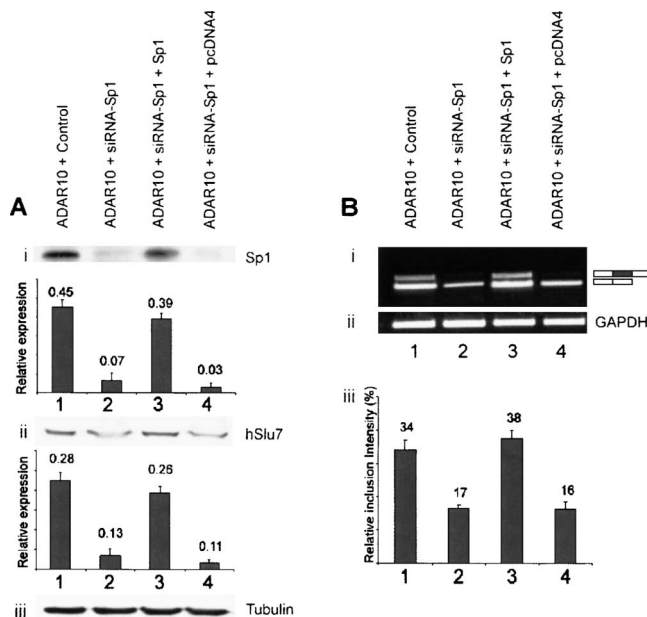 ADAR10 + Control
ADAR10 + siRNA-Sp1
ADAR10 + siRNA-Sp1 + Sp1
ADAR10 + siRNA-Sp1 + pcDNA4
A
i
Sp1
Relative expression
0.45
0.07
0.39
0.03
1 2 3 4
ii
hSlu7
Relative expression
0.28
0.13
0.26
0.11
1 2 3 4
iii
Tubulin
ADAR10 + Control
ADAR10 + siRNA-Sp1
ADAR10 + siRNA-Sp1 + Sp1
ADAR10 + siRNA-Sp1 + pcDNA4
B
i
ii
GAPDH
1 2 3 4
iii
Relative inclusion Intensity (%)
34
17
38
16
1 2 3 4